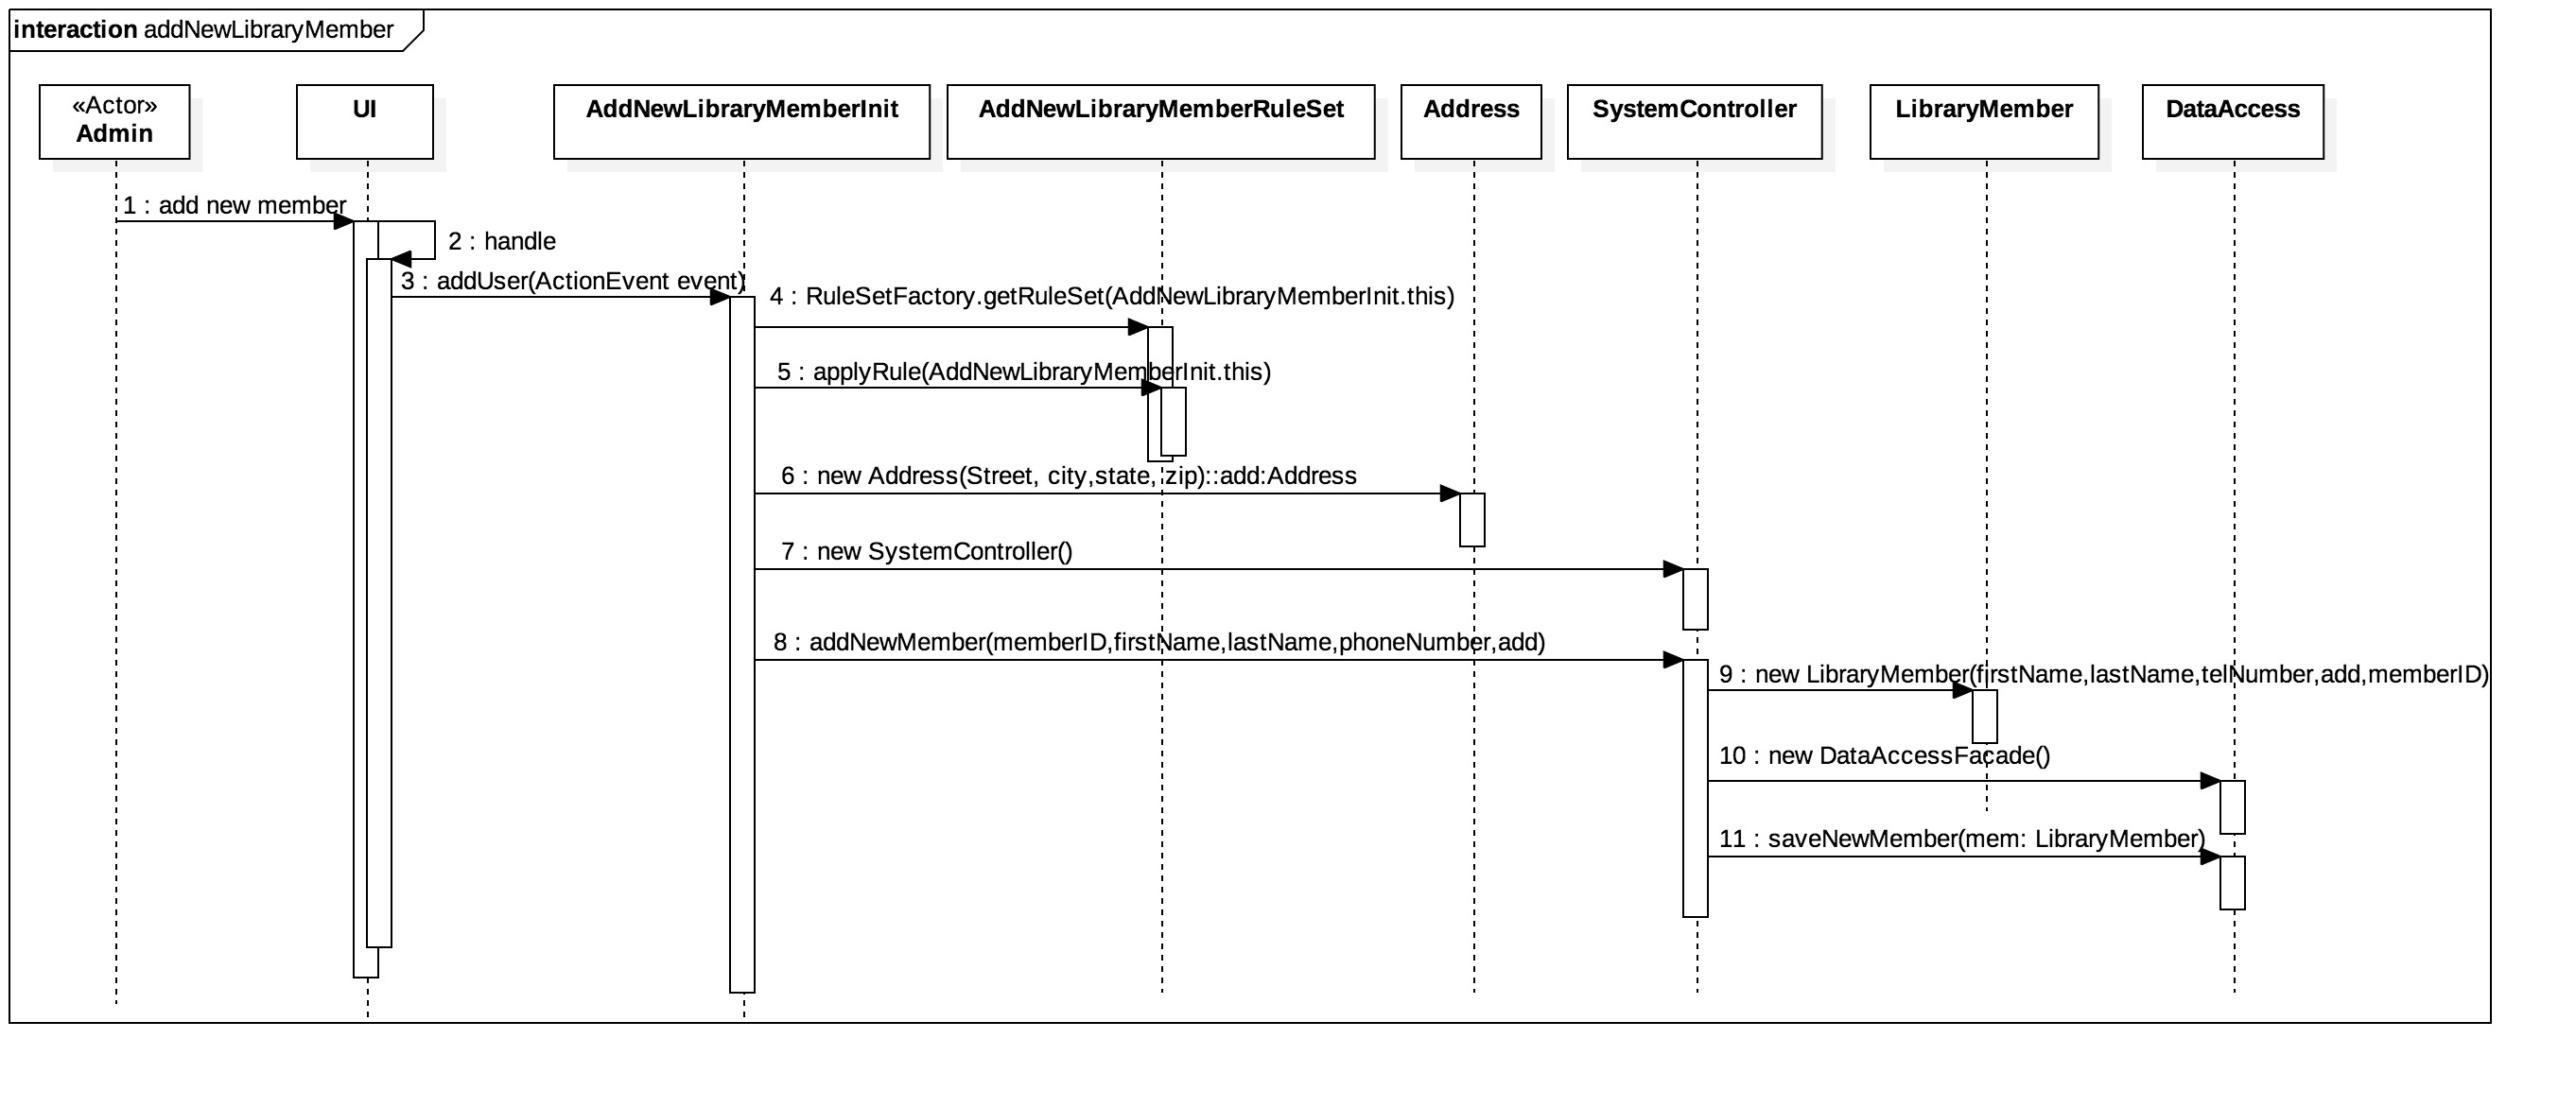 interaction addNewLibraryMember
«Actor»
Admin
UI
AddNewLibraryMemberInit
AddNewLibraryMemberRuleSet
Address
SystemController
LibraryMember
DataAccess
1 : add new member
2 : handle
3 : addUser(ActionEvent event)
4 : RuleSetFactory.getRuleSet(AddNewLibraryMemberInit.this)
5 : applyRule(AddNewLibraryMemberInit.this)
6 : new Address(Street, city,state, zip)::add:Address
7 : new SystemController()
8 : addNewMember(memberID,firstName,lastName,phoneNumber,add)
9 : new LibraryMember(firstName,lastName,telNumber,add,memberID)
10 : new DataAccessFacade()
11 : saveNewMember(mem: LibraryMember)